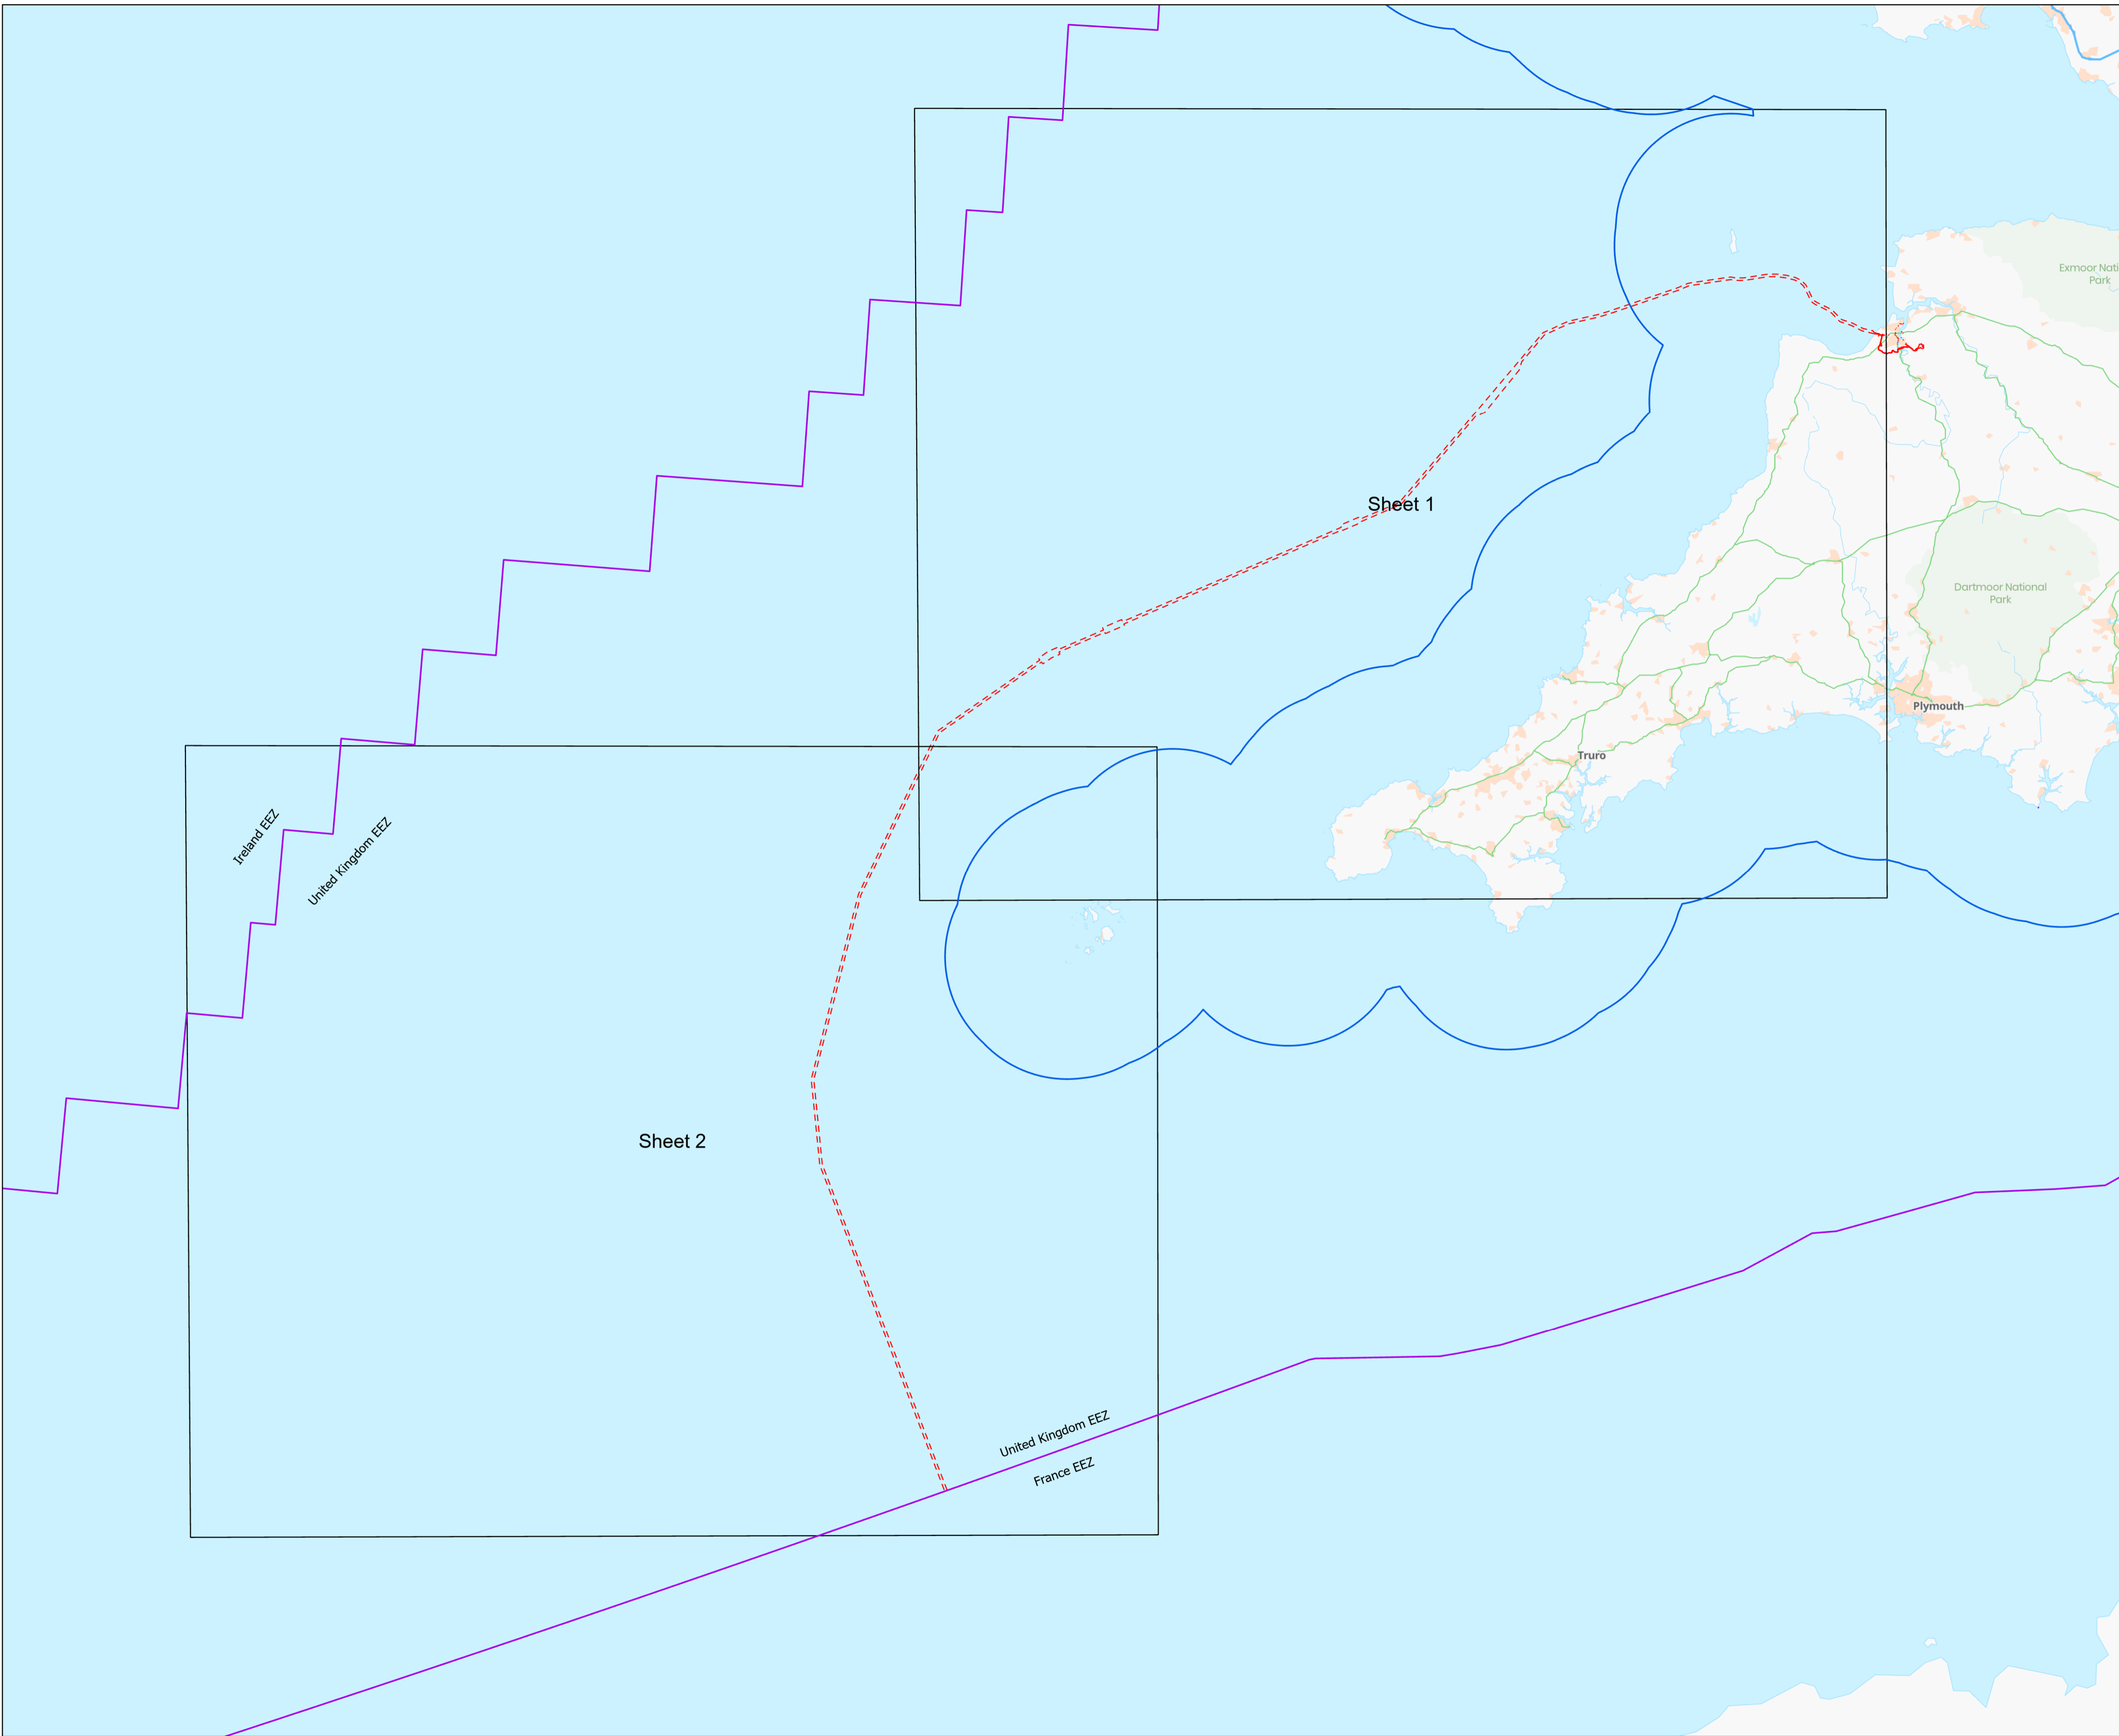 Exmoor Nati
Park
Sheet 1
Dartmoor National
Park
Plymouth
Truro
Ireland EEZ
United Kingdom EEZ
Sheet 2
United Kingdom EEZ
France EEZ